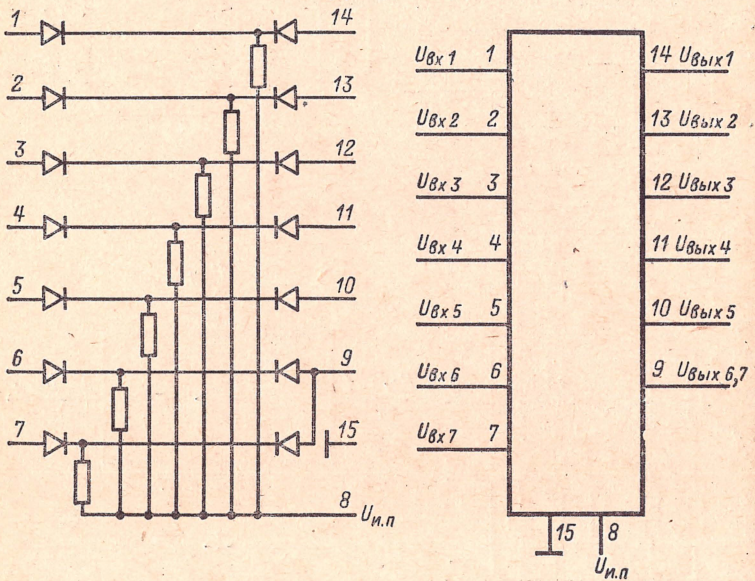 1 14
2 13
3 12
4 11
5 10
6 9
7 15
8 Uи.п
Uвх 1 1 14 Uвых 1
Uвх 2 2 13 Uвых 2
Uвх 3 3 12 Uвых 3
Uвх 4 4 11 Uвых 4
Uвх 5 5 10 Uвых 5
Uвх 6 6 9 Uвых 6,7
Uвх 7 7
15 8
Uи.п